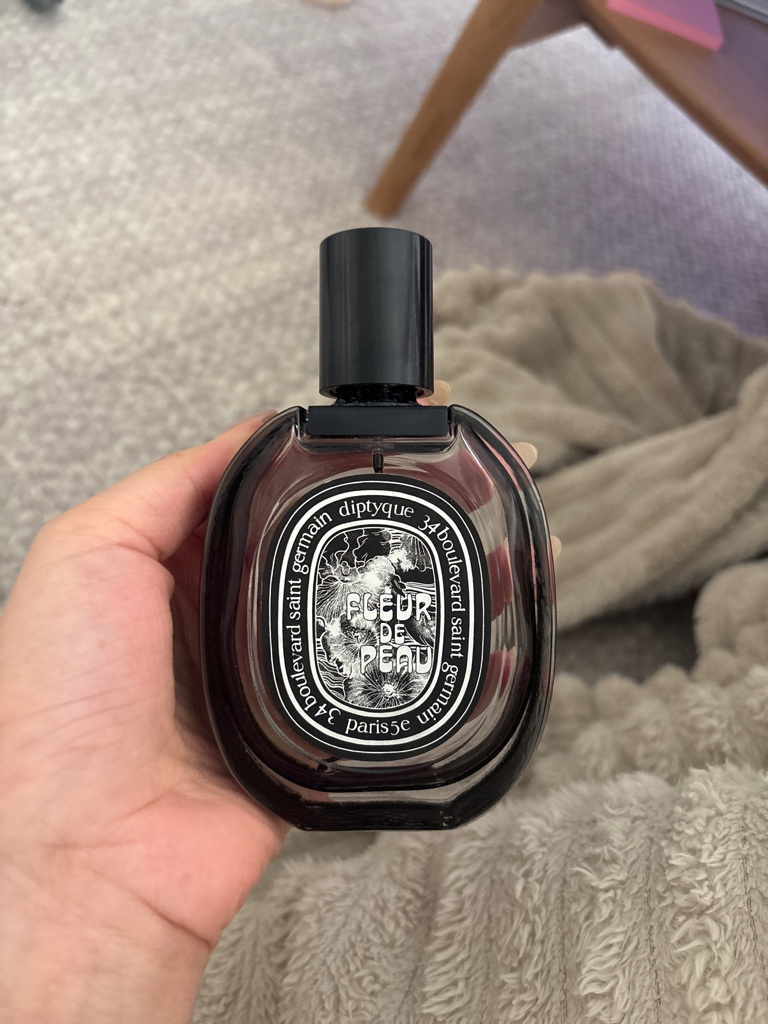 diptyque 34 boulevard saint germain paris 5e 34 boulevard saint germain
FLEUR
DE
PEAU